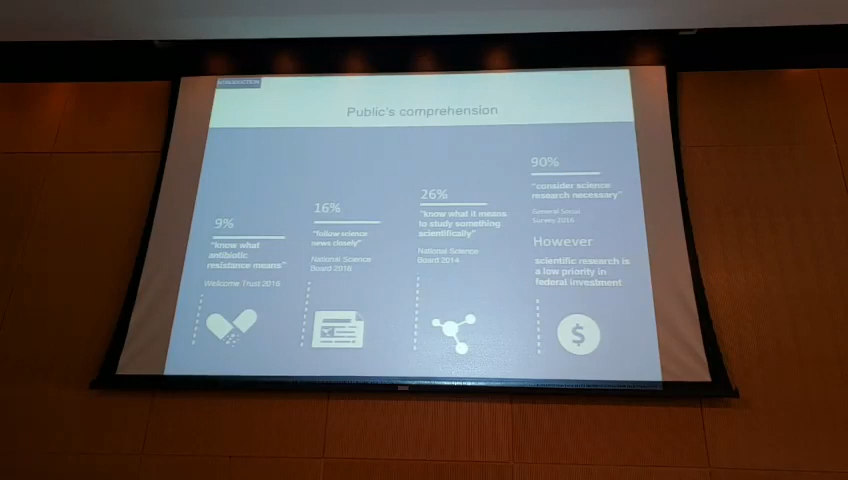 INTRODUCTION
Public's comprehension
9%
"know what
antibiotic
resistance means"
Wellcome Trust 2016
16%
"follow science
news closely"
National Science
Board 2016
26%
"know what it means
to study something
scientifically"
National Science
Board 2014
90%
"consider science
research necessary"
General Social
Survey 2016
However
scientific research is
a low priority in
federal investment
$